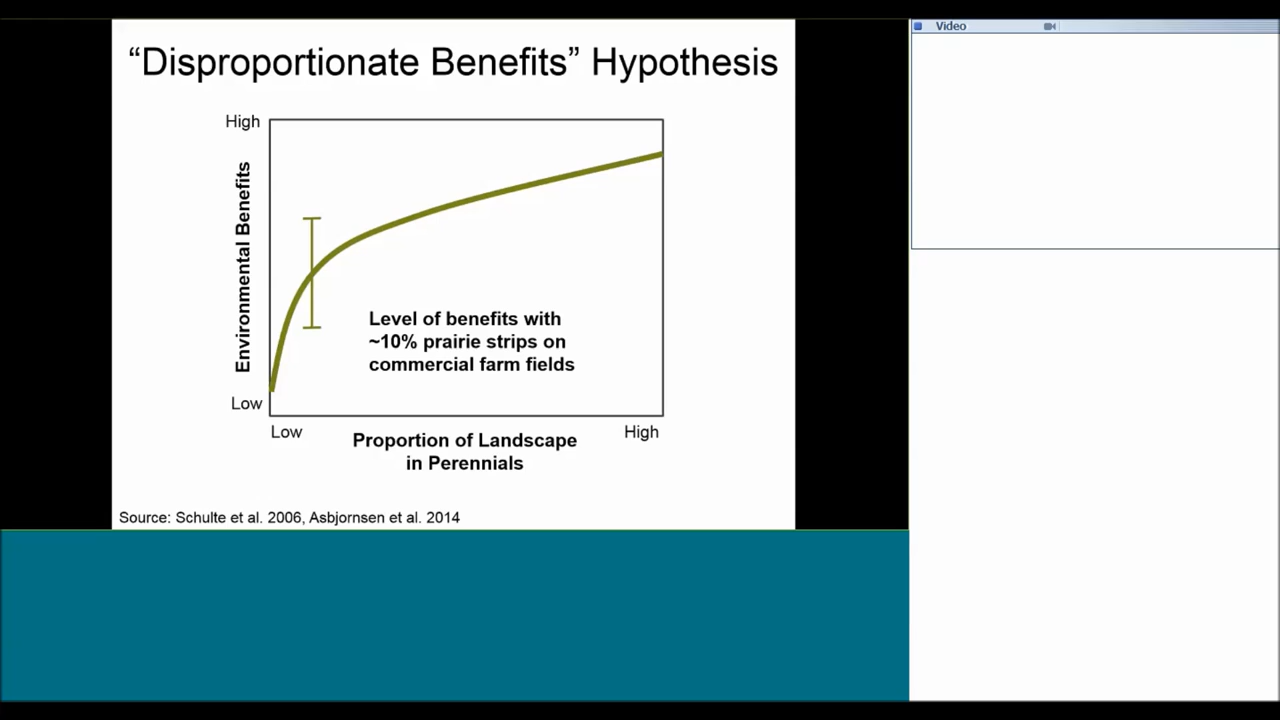 Video
“Disproportionate Benefits” Hypothesis
High
Environmental Benefits
Level of benefits with
~10% prairie strips on
commercial farm fields
Low
Low
High
Proportion of Landscape
in Perennials
Source: Schulte et al. 2006, Asbjornsen et al. 2014